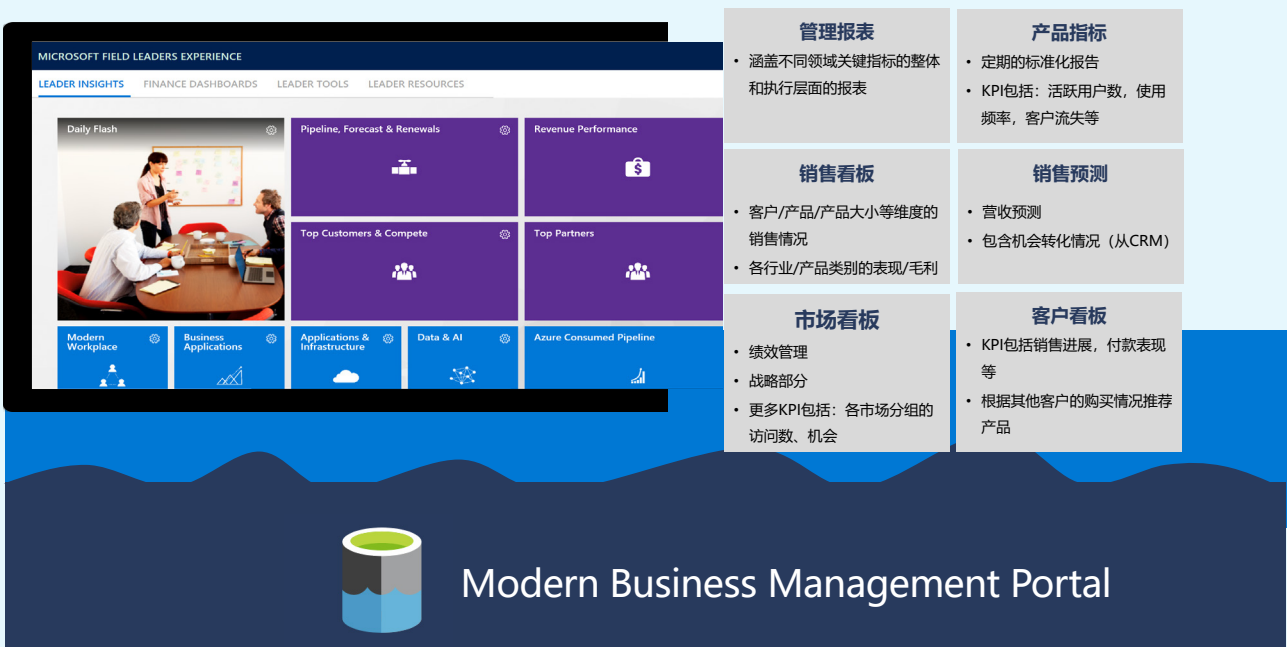 MICROSOFT FIELD LEADERS EXPERIENCE
LEADER INSIGHTS FINANCE DASHBOARDS LEADER TOOLS LEADER RESOURCES
Daily Flash
Pipeline, Forecast & Renewals
Revenue Performance
Top Customers & Compete
Top Partners
Modern
Workplace
Business
Applications
Applications &
Infrastructure
Data & AI
Azure Consumed Pipeline
管理报表
• 涵盖不同领域关键指标的整体
和执行层面的报表
产品指标
• 定期的标准化报告
• KPI包括：活跃用户数，使用
频率，客户流失等
销售看板
• 客户/产品/产品大小等维度的
销售情况
• 各行业/产品类别的表现/毛利
销售预测
• 营收预测
• 包含机会转化情况（从CRM）
市场看板
• 绩效管理
• 战略部分
• 更多KPI包括：各市场分组的
访问数、机会
客户看板
• KPI包括销售进展，付款表现
等
• 根据其他客户的购买情况推荐
产品
Modern Business Management Portal